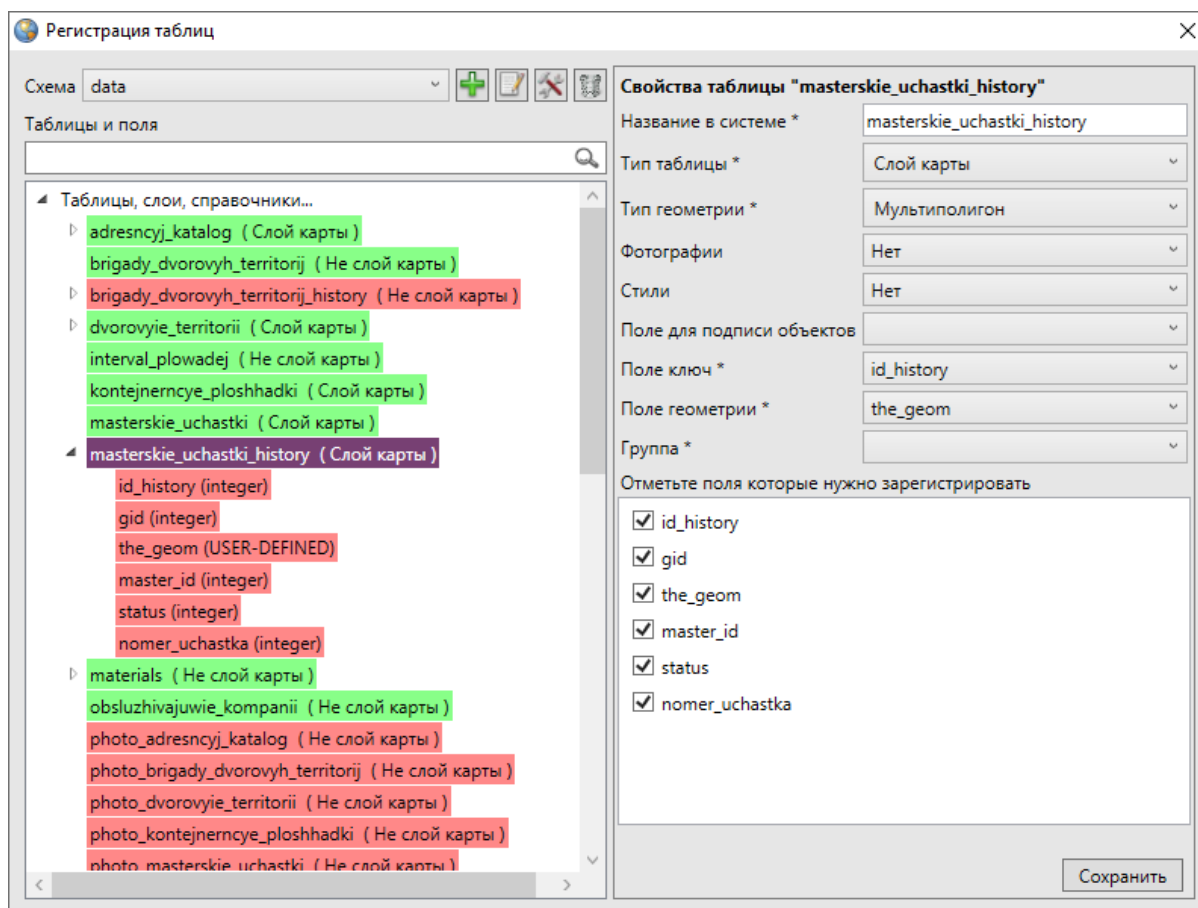 Регистрация таблиц
Схема data
Таблицы и поля
Таблицы, слои, справочники...
adresncyj_katalog ( Слой карты )
brigady_dvorovyh_territorij ( Не слой карты )
brigady_dvorovyh_territorij_history ( Не слой карты )
dvorovyie_territorii ( Слой карты )
interval_plowadej ( Не слой карты )
kontejnerncye_ploshhadki ( Слой карты )
masterskie_uchastki ( Слой карты )
masterskie_uchastki_history ( Слой карты )
id_history (integer)
gid (integer)
the_geom (USER-DEFINED)
master_id (integer)
status (integer)
nomer_uchastka (integer)
materials ( Не слой карты )
obsluzhivajuwie_kompanii ( Не слой карты )
photo_adresncyj_katalog ( Не слой карты )
photo_brigady_dvorovyh_territorij ( Не слой карты )
photo_dvorovyie_territorii ( Не слой карты )
photo_kontejnerncye_ploshhadki ( Не слой карты )
photo_masterskie_uchastki ( Не слой карты )
Свойства таблицы "masterskie_uchastki_history"
Название в системе * masterskie_uchastki_history
Тип таблицы * Слой карты
Тип геометрии * Мультиполигон
Фотографии Нет
Стили Нет
Поле для подписи объектов
Поле ключ * id_history
Поле геометрии * the_geom
Группа *
Отметьте поля которые нужно зарегистрировать
id_history
gid
the_geom
master_id
status
nomer_uchastka
Сохранить